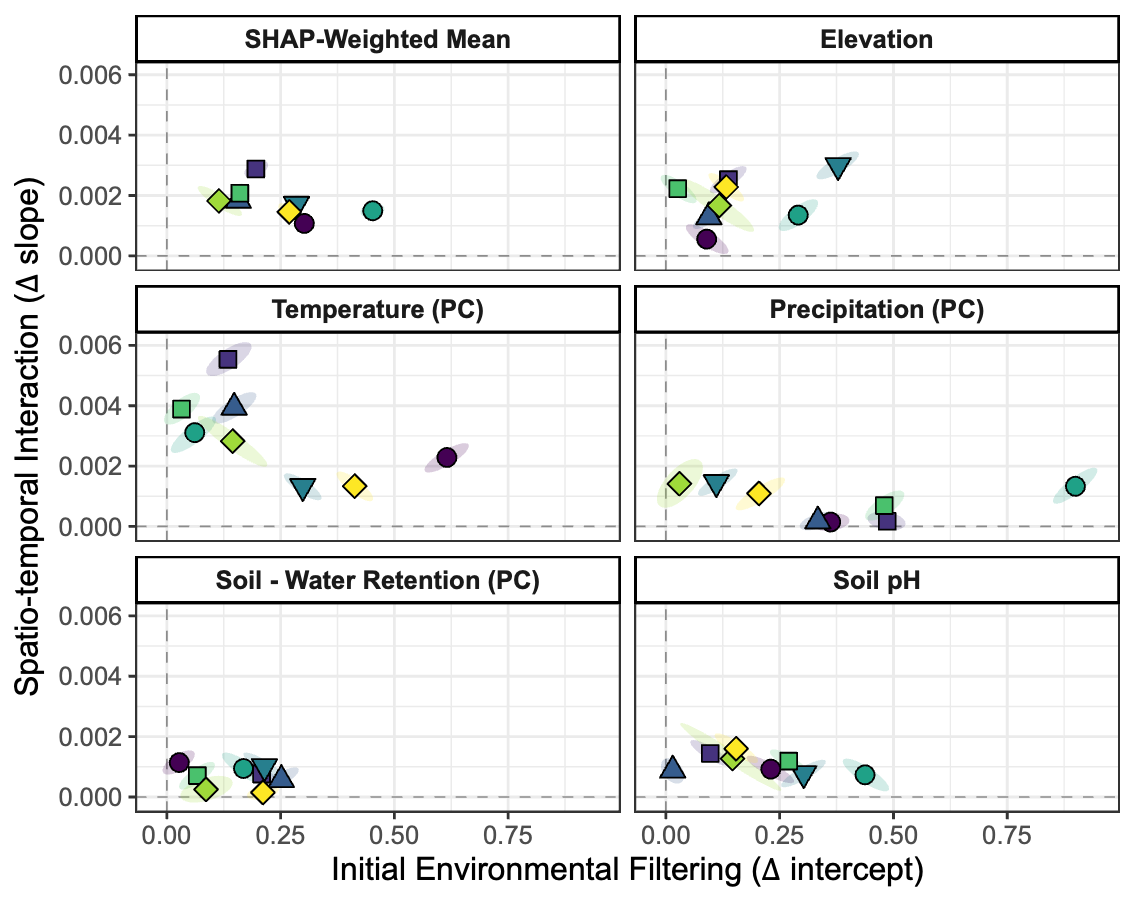 SHAP-Weighted Mean
Elevation
0.006
0.004
0.002
0.000
Temperature (PC)
Precipitation (PC)
0.006
0.004
0.002
0.000
Soil - Water Retention (PC)
Soil pH
0.006
0.004
0.002
0.000
0.00 0.25 0.50 0.75
0.00 0.25 0.50 0.75
Initial Environmental Filtering (Δ intercept)
Spatio-temporal Interaction (Δ slope)